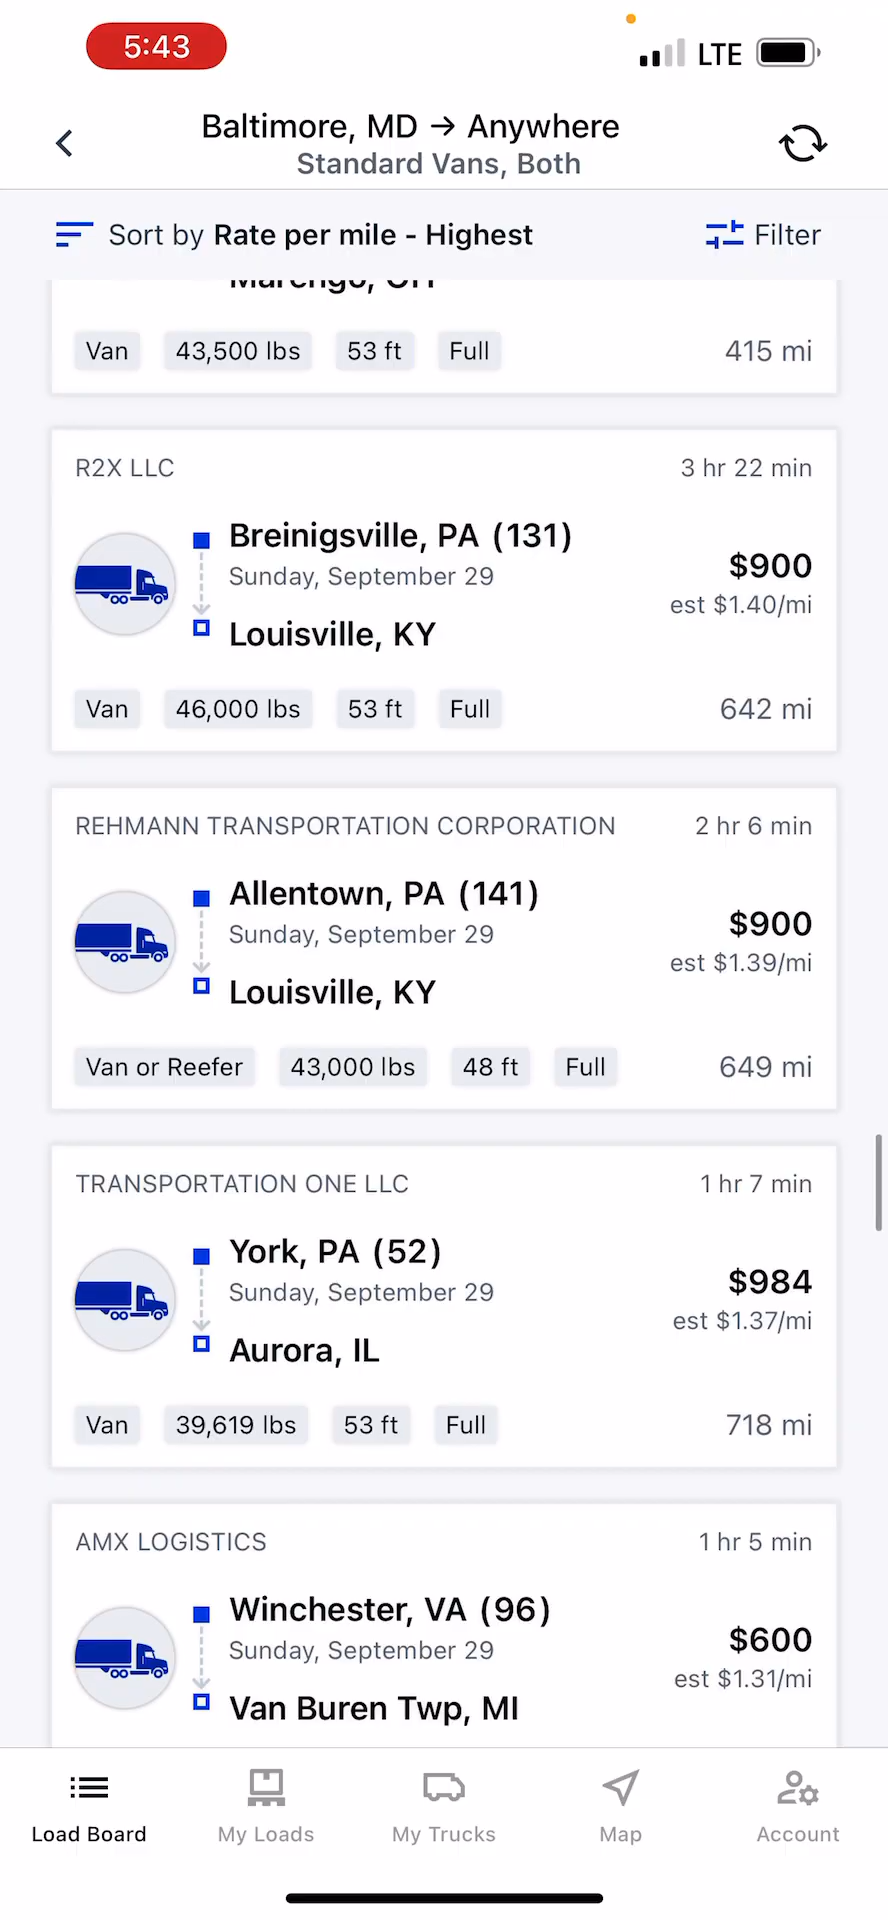 5:43
LTE
Baltimore, MD → Anywhere
Standard Vans, Both
Sort by Rate per mile - Highest
Filter
Marengo, OH
Van 43,500 lbs 53 ft Full 415 mi
R2X LLC 3 hr 22 min
Breinigsville, PA (131)
Sunday, September 29
$900
est $1.40/mi
Louisville, KY
Van 46,000 lbs 53 ft Full 642 mi
REHMANN TRANSPORTATION CORPORATION 2 hr 6 min
Allentown, PA (141)
Sunday, September 29
$900
est $1.39/mi
Louisville, KY
Van or Reefer 43,000 lbs 48 ft Full 649 mi
TRANSPORTATION ONE LLC 1 hr 7 min
York, PA (52)
Sunday, September 29
$984
est $1.37/mi
Aurora, IL
Van 39,619 lbs 53 ft Full 718 mi
AMX LOGISTICS 1 hr 5 min
Winchester, VA (96)
Sunday, September 29
$600
est $1.31/mi
Van Buren Twp, MI
Load Board My Loads My Trucks Map Account